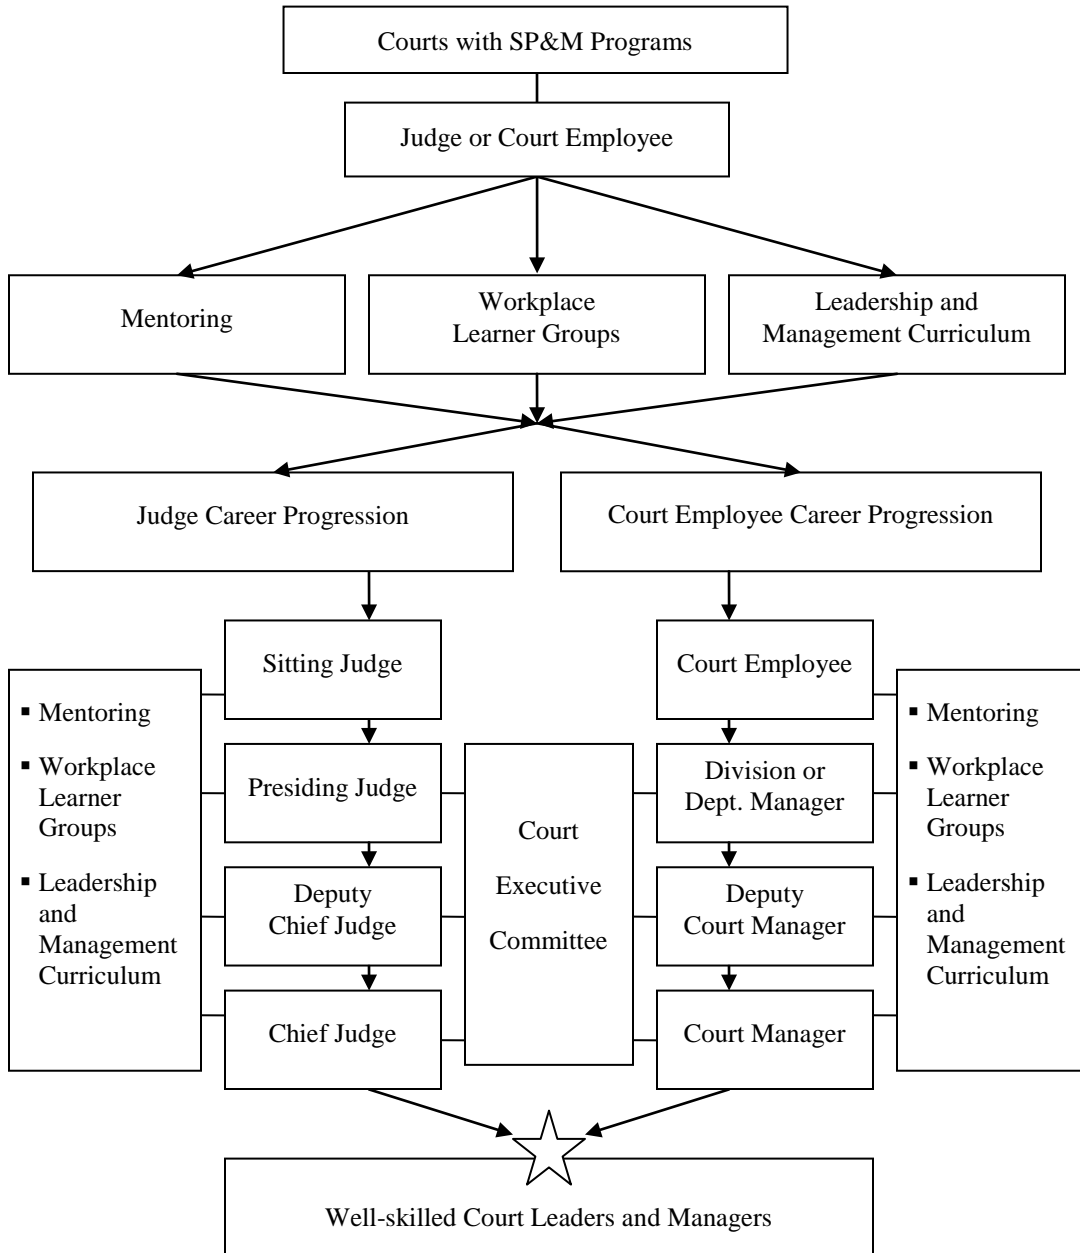 Courts with SP&M Programs
Judge or Court Employee
Mentoring
Workplace
Learner Groups
Leadership and
Management Curriculum
Judge Career Progression
Court Employee Career Progression
Sitting Judge
Court Employee
▪ Mentoring
▪ Workplace
Learner
Groups
▪ Leadership
and
Management
Curriculum
Presiding Judge
Deputy
Chief Judge
Chief Judge
Court
Executive
Committee
Division or
Dept. Manager
Deputy
Court Manager
Court Manager
▪ Mentoring
▪ Workplace
Learner
Groups
▪ Leadership
and
Management
Curriculum
Well-skilled Court Leaders and Managers